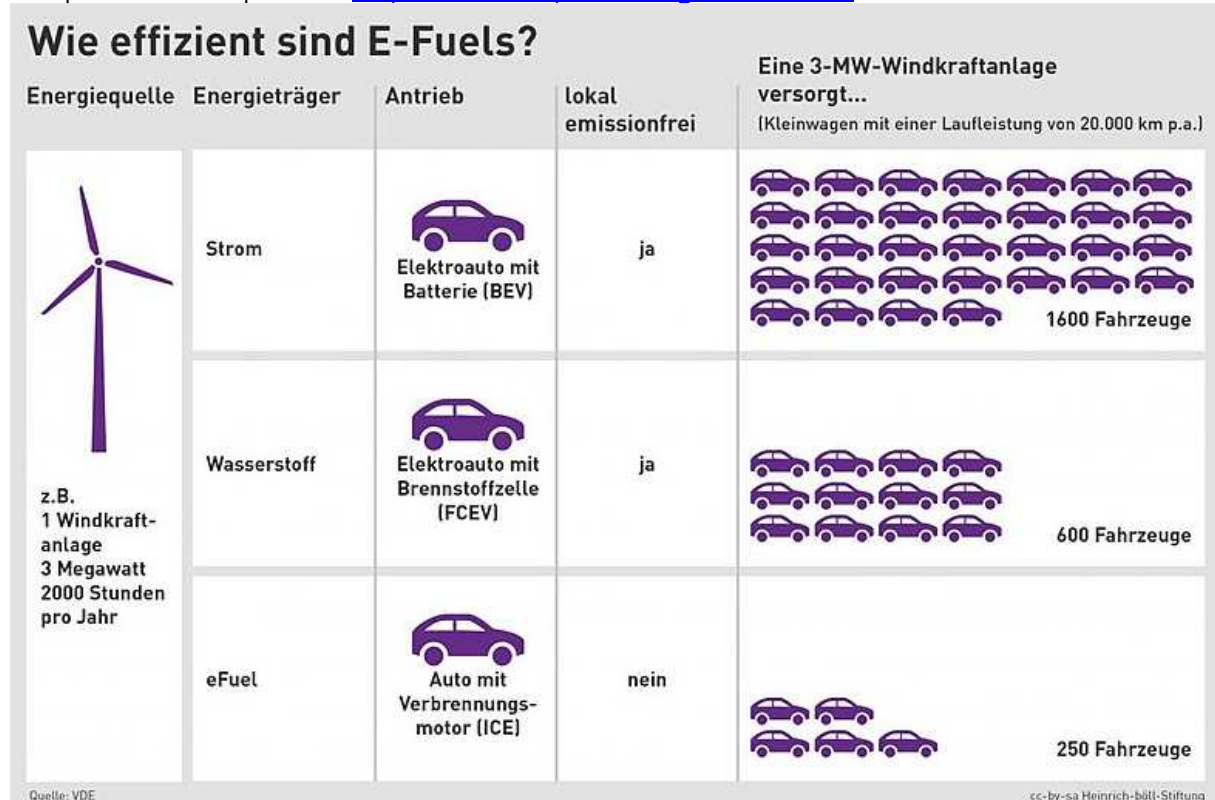 Wie effizient sind E-Fuels?
Energiequelle
Energieträger
Antrieb
lokal
emissionfrei
Eine 3-MW-Windkraftanlage
versorgt...
(Kleinwagen mit einer Laufleistung von 20.000 km p.a.)
z.B.
1 Windkraft-
anlage
3 Megawatt
2000 Stunden
pro Jahr
Strom
Elektroauto mit
Batterie (BEV)
ja
1600 Fahrzeuge
Wasserstoff
Elektroauto mit
Brennstoffzelle
(FCEV)
ja
600 Fahrzeuge
eFuel
Auto mit
Verbrennungs-
motor (ICE)
nein
250 Fahrzeuge
Quelle: VDE
cc-by-sa Heinrich-böll-Stiftung